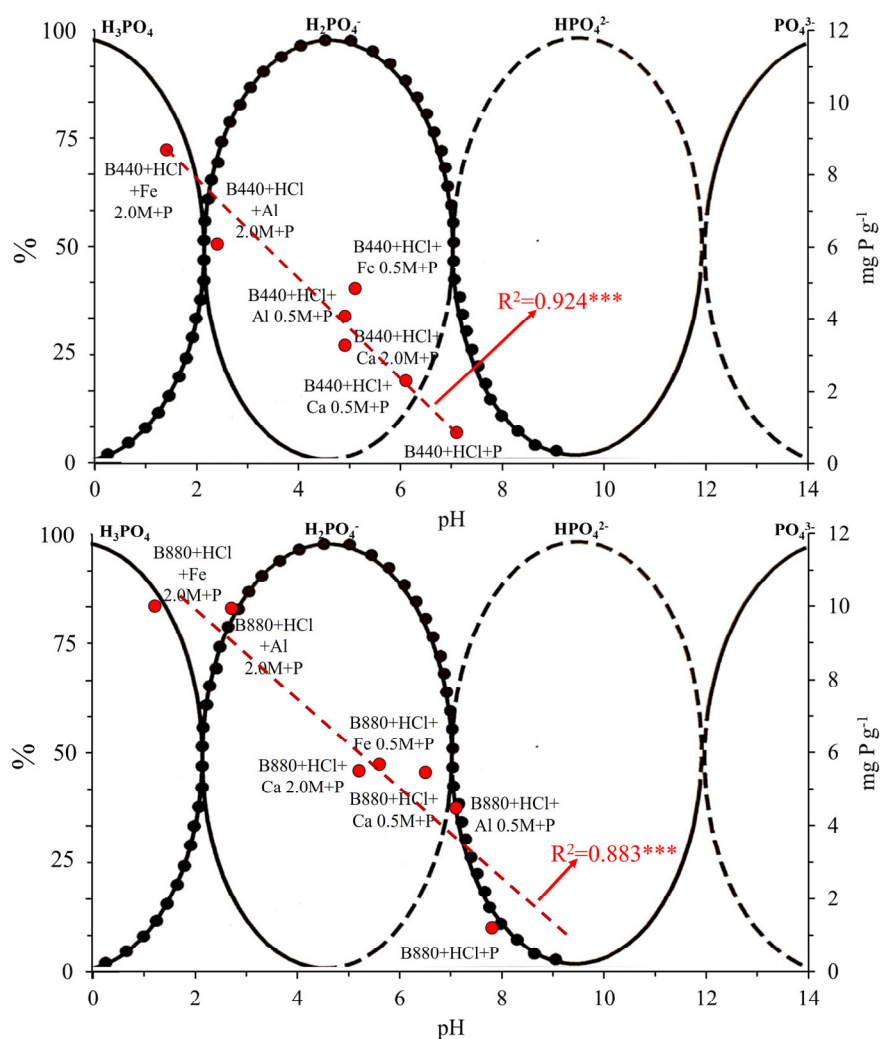 H₃PO₄ H₂PO₄⁻ HPO₄²⁻ PO₄³⁻
100
75
50
25
0
%
12
10
8
6
4
2
0
mg P g⁻¹
B440+HCl
+Fe
2.0M+P
B440+HCl
+Al
2.0M+P
B440+HCl+
Fe 0.5M+P
B440+HCl+
Al 0.5M+P
B440+HCl+
Ca 2.0M+P
B440+HCl+
Ca 0.5M+P
B440+HCl+P
R²=0.924***
0 2 4 6 8 10 12 14
pH
H₃PO₄ H₂PO₄⁻ HPO₄²⁻ PO₄³⁻
100
75
50
25
0
%
12
10
8
6
4
2
0
mg P g⁻¹
B880+HCl
+Fe
2.0M+P
B880+HCl
+Al
2.0M+P
B880+HCl+
Fe 0.5M+P
B880+HCl+
Ca 2.0M+P
B880+HCl+
Ca 0.5M+P
B880+HCl+
Al 0.5M+P
R²=0.883***
B880+HCl+P
0 2 4 6 8 10 12 14
pH